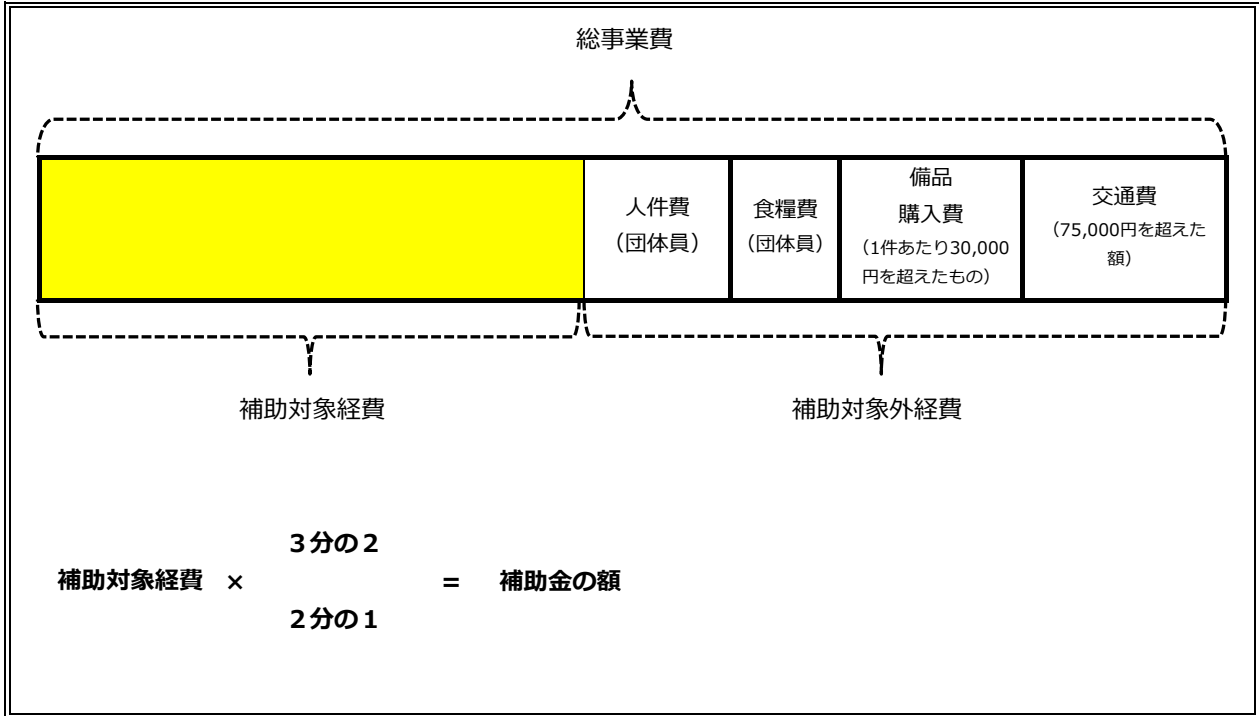 総事業費
人件費
（団体員）
食糧費
（団体員）
備品
購入費
（1件あたり30,000
円を超えたもの）
交通費
（75,000円を超えた
額）
補助対象経費
補助対象外経費
３分の２
補助対象経費 × = 補助金の額
２分の１